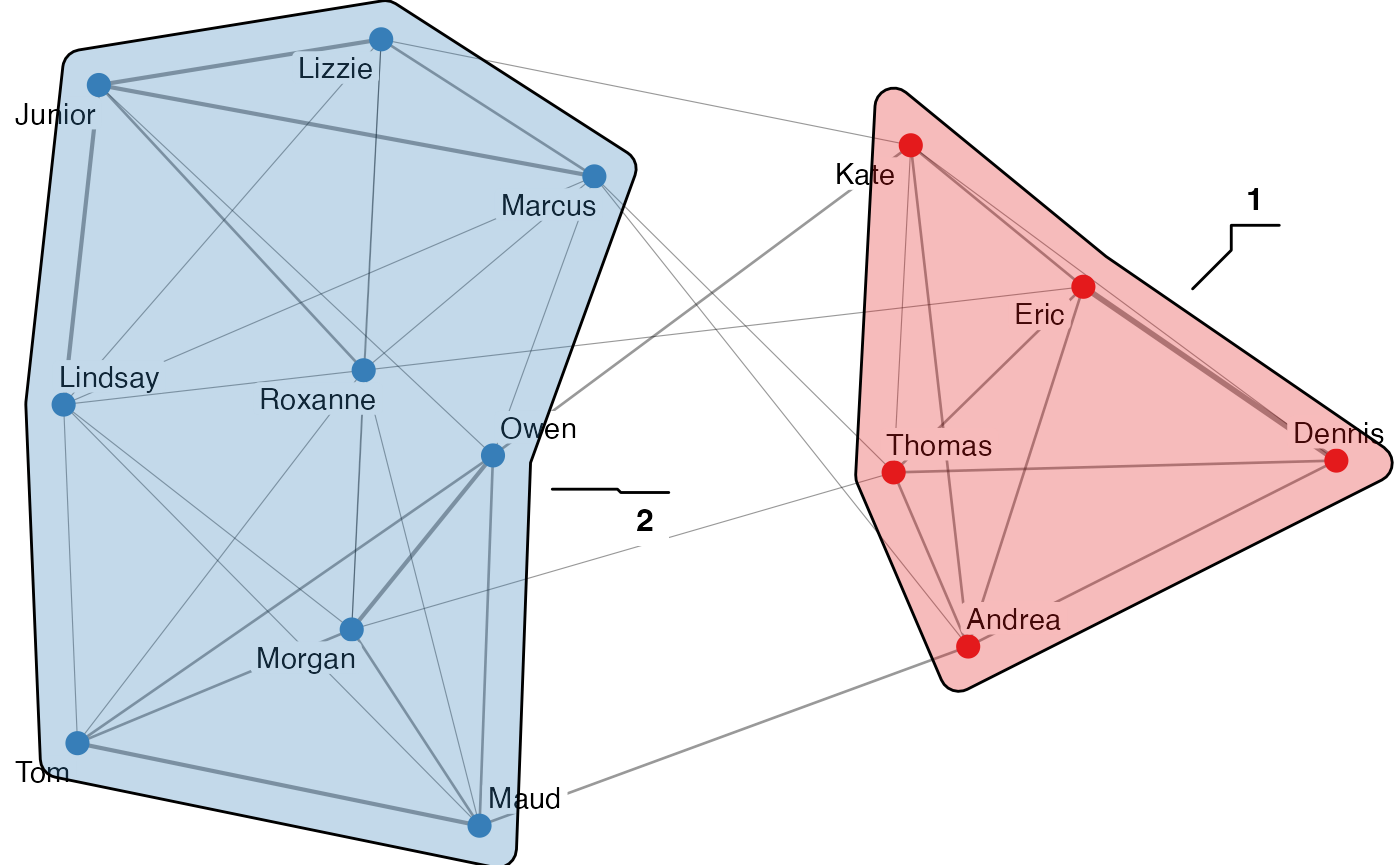 Lizzie
Junior
Kate
1
Marcus
Eric
Lindsay
Roxanne
Owen
Dennis
Thomas
2
Andrea
Morgan
Tom
Maud